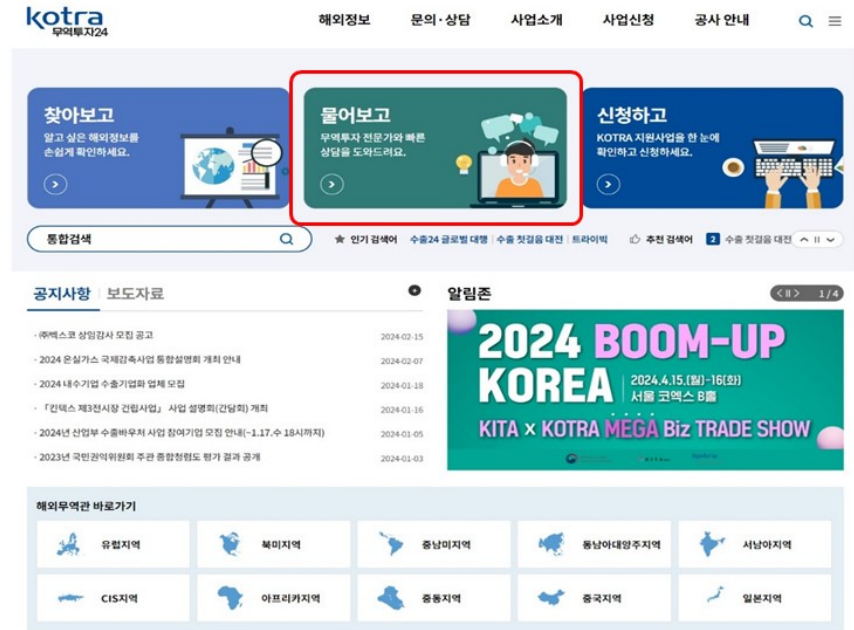 kotra
무역투자24
해외정보 문의·상담 사업소개 사업신청 공사 안내
찾아보고
알고 싶은 해외정보를
손쉽게 확인하세요.
물어보고
무역투자 전문가와 빠른
상담을 도와드려요.
신청하고
KOTRA 지원사업을 한 눈에
확인하고 신청하세요.
통합검색
인기 검색어 수출24 글로벌 대행 수출 첫걸음 대전 트라이빅 추천 검색어 2 수출 첫걸음 대전
공지사항 보도자료
· ㈜벡스코 상임감사 모집 공고 2024-02-15
· 2024 온실가스 국제감축사업 통합설명회 개최 안내 2024-02-07
· 2024 내수기업 수출기업화 업체 모집 2024-01-18
· 「킨텍스 제3전시장 건립사업」 사업 설명회(간담회) 개최 2024-01-16
· 2024년 산업부 수출바우처 사업 참여기업 모집 안내(~1.17.수 18시까지) 2024-01-05
· 2023년 국민권익위원회 주관 종합청렴도 평가 결과 공개 2024-01-03
알림존 1/4
2024 BOOM-UP
KOREA
2024.4.15.(월)-16(화)
서울 코엑스 B홀
KITA x KOTRA MEGA Biz TRADE SHOW
kotra
해외무역관 바로가기
유럽지역 북미지역 중남미지역 동남아대양주지역 서남아지역
CIS지역 아프리카지역 중동지역 중국지역 일본지역